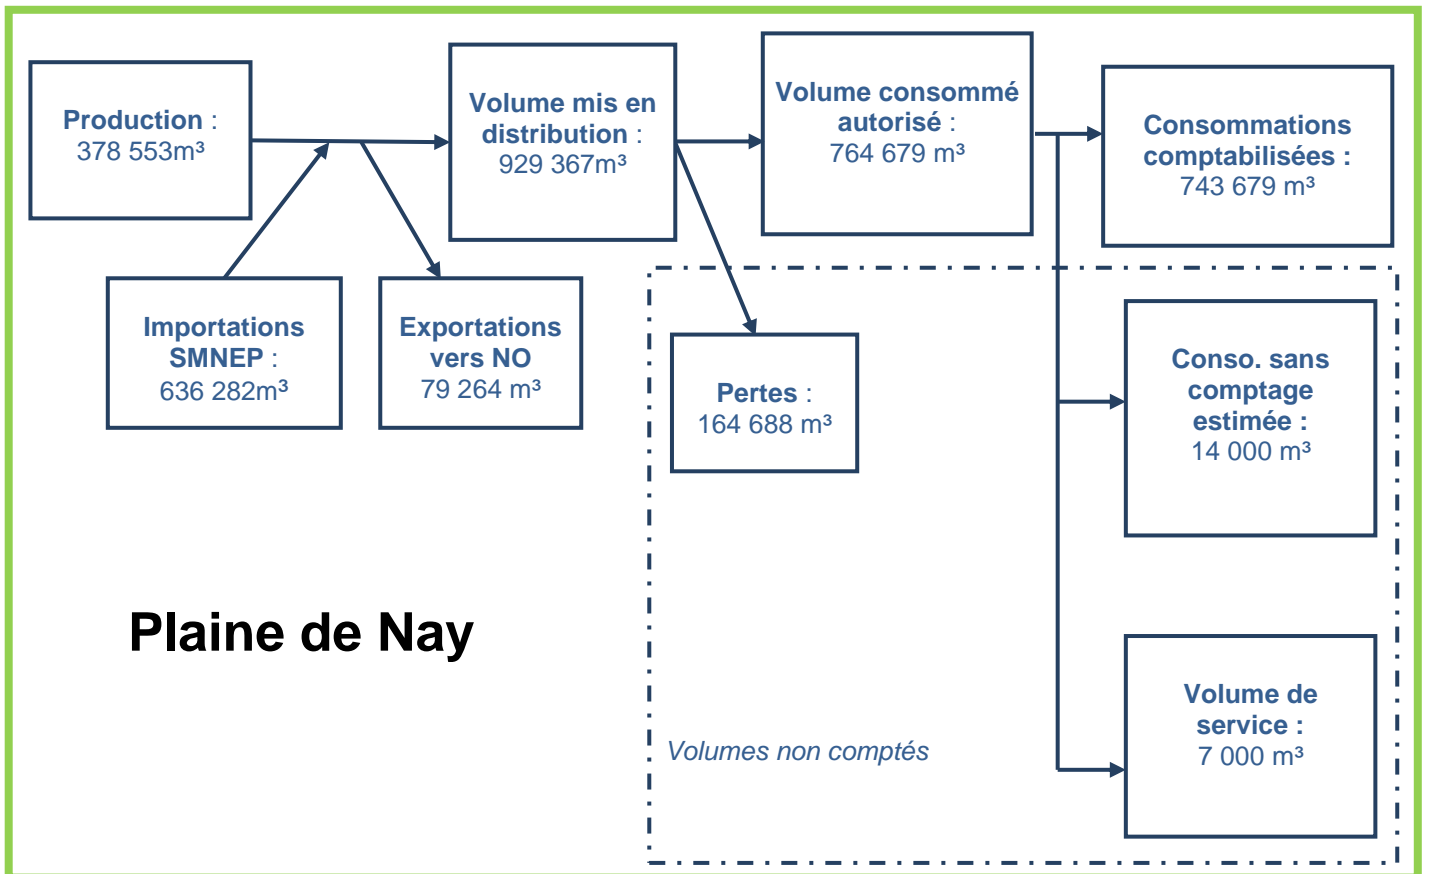 Production :
378 553m³
Volume mis en
distribution :
929 367m³
Volume consommé
autorisé :
764 679 m³
Consommations
comptabilisées :
743 679 m³
Importations
SMNEP :
636 282m³
Exportations
vers NO
79 264 m³
Pertes :
164 688 m³
Conso. sans
comptage
estimée :
14 000 m³
Plaine de Nay
Volumes non comptés
Volume de
service :
7 000 m³